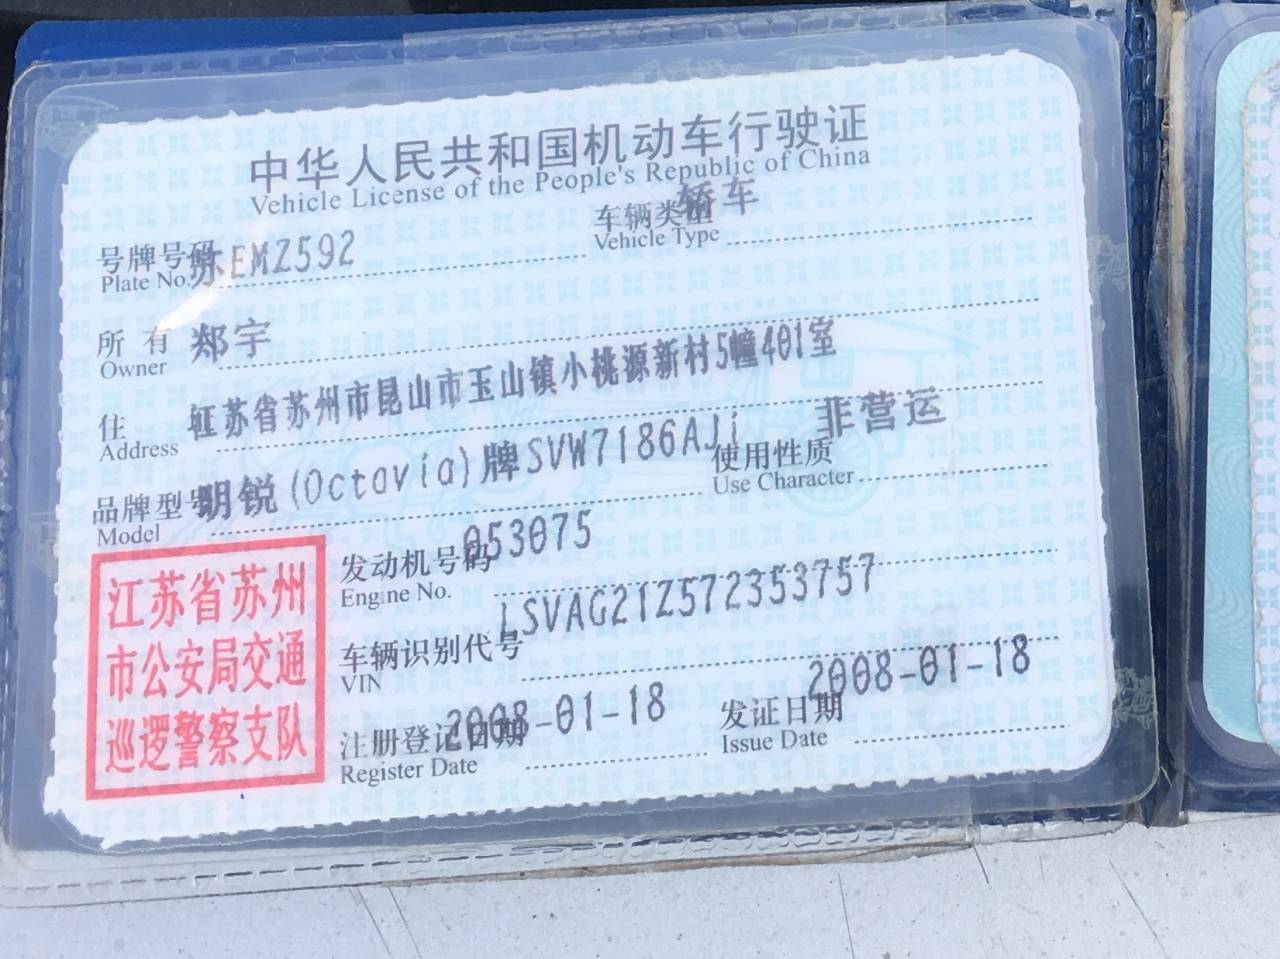 中华人民共和国机动车行驶证
Vehicle License of the People's Republic of China
号牌号码 苏EMZ592 车辆类型 轿车
Plate No. Vehicle Type
所有 郑宇
Owner
住 江苏省苏州市昆山市玉山镇小桃源新村5幢401室
Address
品牌型号 明锐(Octavia)牌SVW7186AJi 使用性质 非营运
Model Use Character
江苏省苏州
市公安局交通
巡逻警察支队
发动机号码 053075
Engine No.
车辆识别代号 LSVAG21Z572353757
VIN
注册登记日期 2008-01-18 发证日期 2008-01-18
Register Date Issue Date